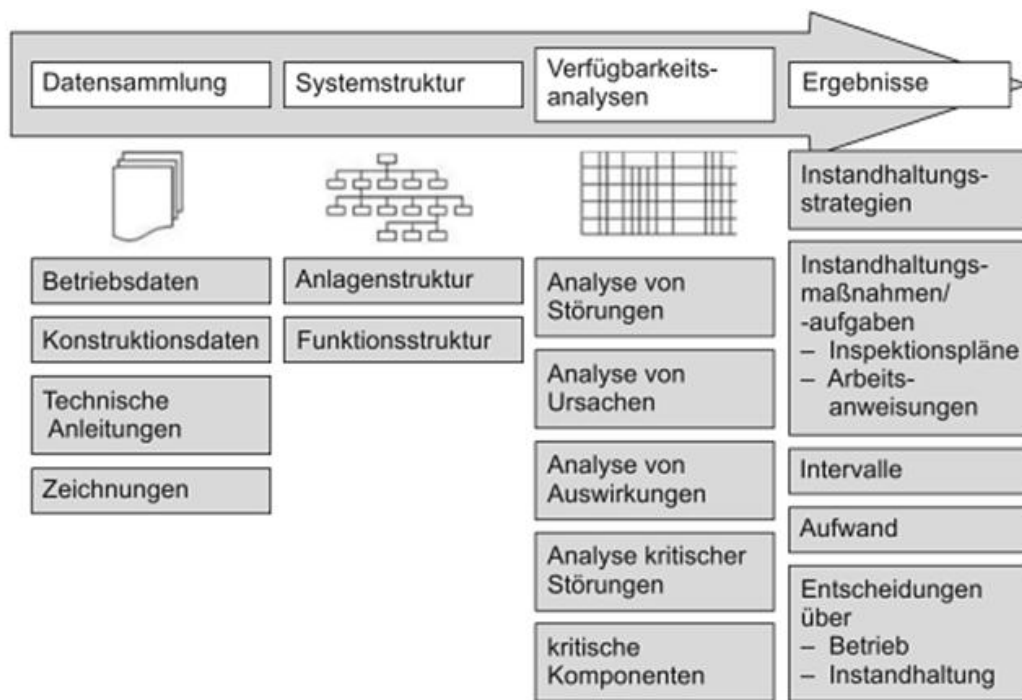 Datensammlung
Systemstruktur
Verfügbarkeits-
analysen
Ergebnisse
Betriebsdaten
Konstruktionsdaten
Technische
Anleitungen
Zeichnungen
Anlagenstruktur
Funktionsstruktur
Analyse von
Störungen
Analyse von
Ursachen
Analyse von
Auswirkungen
Analyse kritischer
Störungen
kritische
Komponenten
Instandhaltungs-
strategien
Instandhaltungs-
maßnahmen/
-aufgaben
– Inspektionspläne
– Arbeits-
anweisungen
Intervalle
Aufwand
Entscheidungen
über
– Betrieb
– Instandhaltung